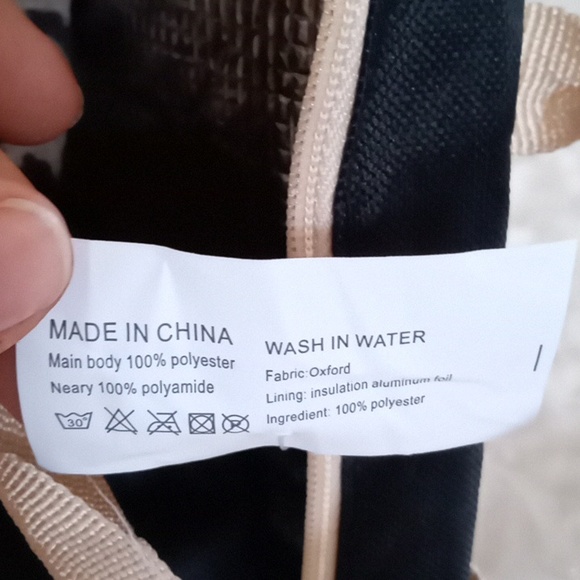 MADE IN CHINA
Main body 100% polyester
Neary 100% polyamide
30°
WASH IN WATER
Fabric:Oxford
Lining: insulation aluminum foil
Ingredient: 100% polyester